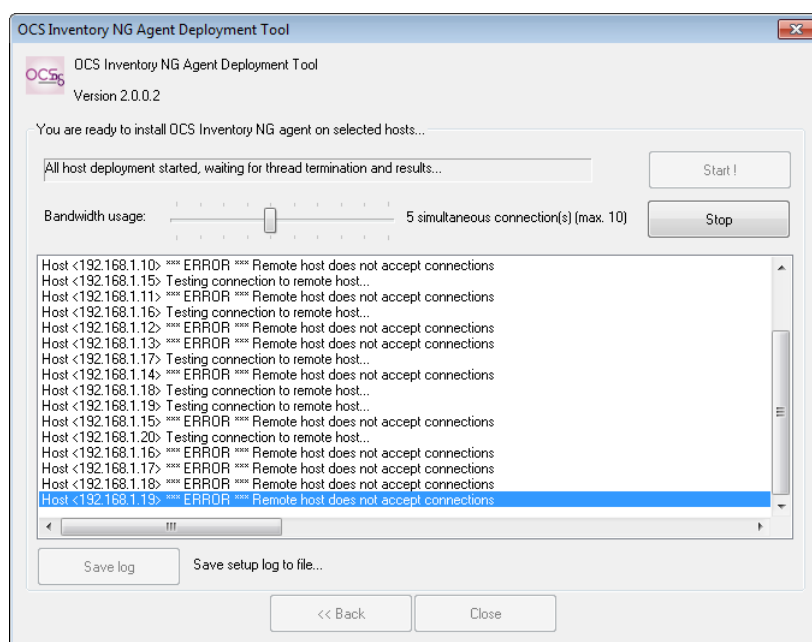 OCS Inventory NG Agent Deployment Tool
OCS Inventory NG Agent Deployment Tool
Version 2.0.0.2
You are ready to install OCS Inventory NG agent on selected hosts...
All host deployment started, waiting for thread termination and results...
Start !
Bandwidth usage:
5 simultaneous connection(s) (max. 10)
Stop
Host <192.168.1.10> *** ERROR *** Remote host does not accept connections
Host <192.168.1.15> Testing connection to remote host...
Host <192.168.1.11> *** ERROR *** Remote host does not accept connections
Host <192.168.1.16> Testing connection to remote host...
Host <192.168.1.12> *** ERROR *** Remote host does not accept connections
Host <192.168.1.13> *** ERROR *** Remote host does not accept connections
Host <192.168.1.17> Testing connection to remote host...
Host <192.168.1.14> *** ERROR *** Remote host does not accept connections
Host <192.168.1.18> Testing connection to remote host...
Host <192.168.1.19> Testing connection to remote host...
Host <192.168.1.15> *** ERROR *** Remote host does not accept connections
Host <192.168.1.20> Testing connection to remote host...
Host <192.168.1.16> *** ERROR *** Remote host does not accept connections
Host <192.168.1.17> *** ERROR *** Remote host does not accept connections
Host <192.168.1.18> *** ERROR *** Remote host does not accept connections
Host <192.168.1.19> *** ERROR *** Remote host does not accept connections
Save log
Save setup log to file...
<< Back
Close